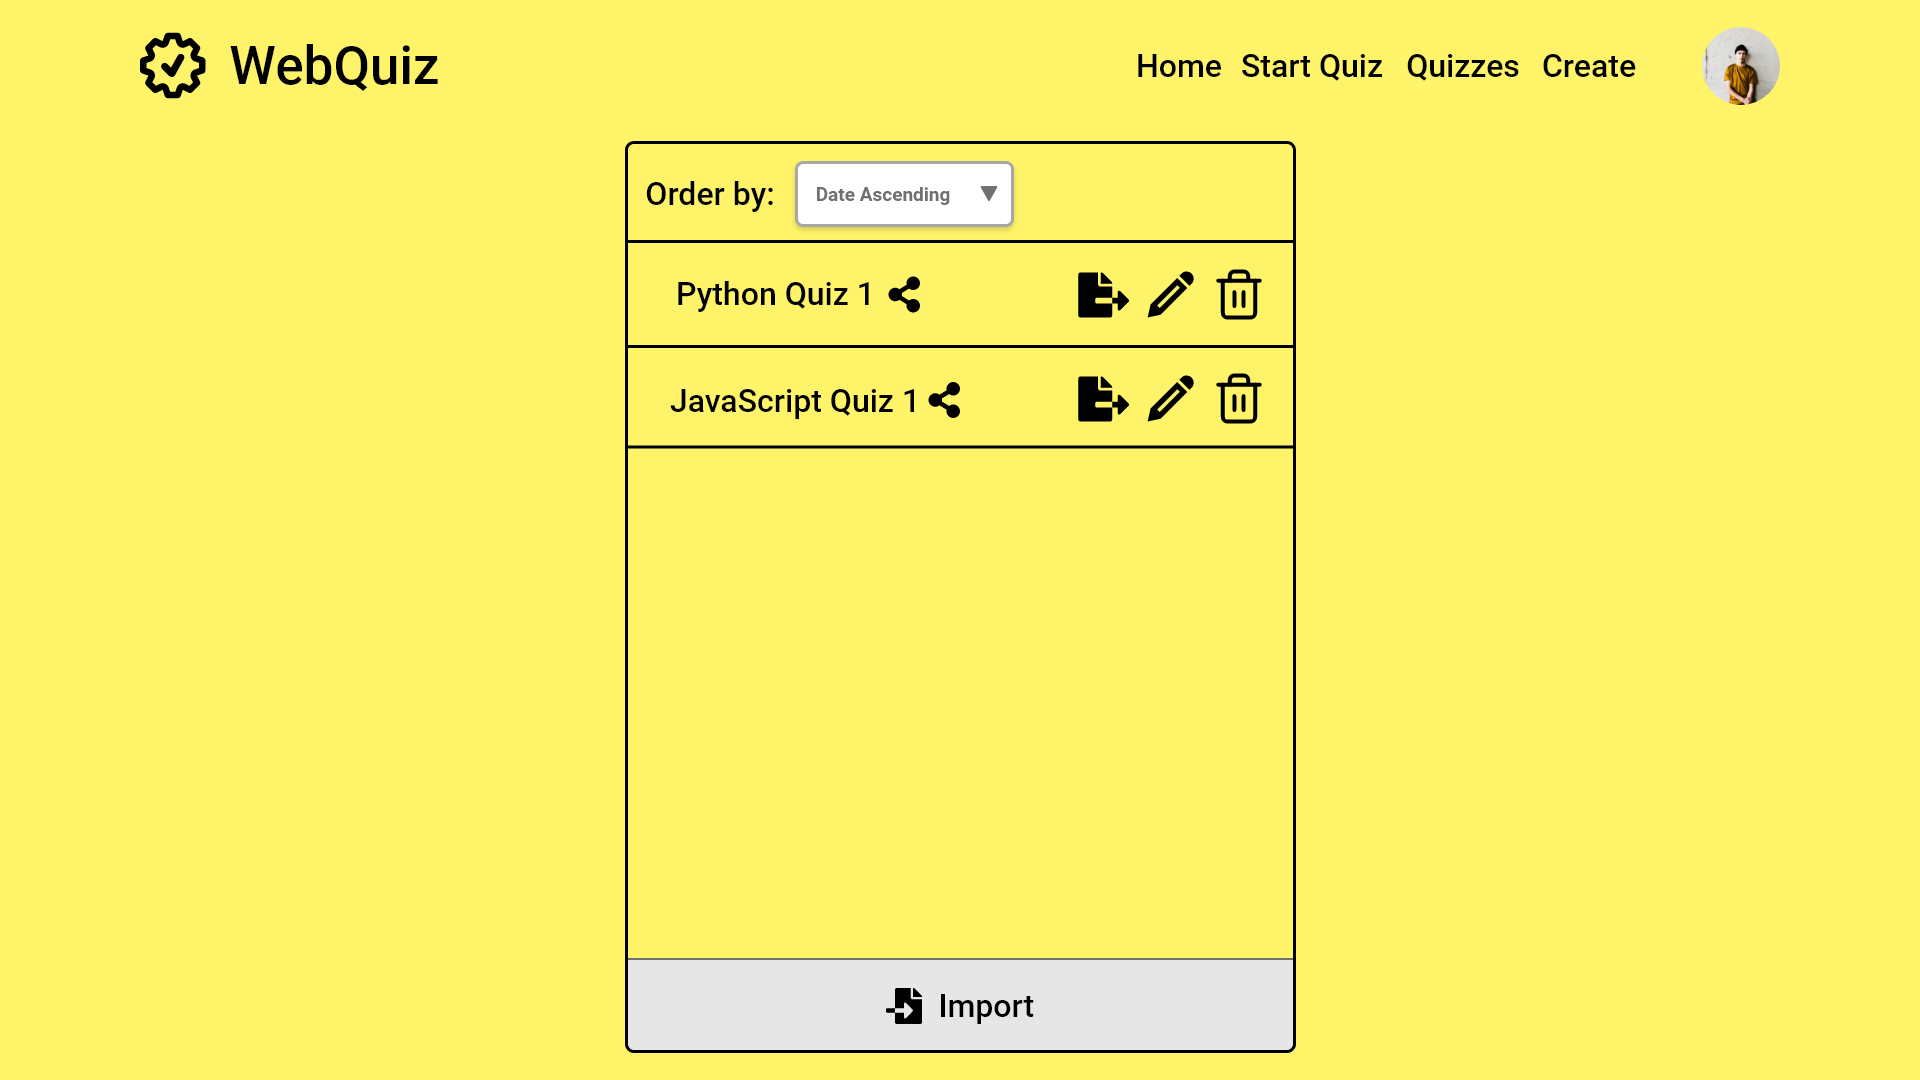 WebQuiz
Home Start Quiz Quizzes Create
Order by: Date Ascending
Python Quiz 1
JavaScript Quiz 1
Import